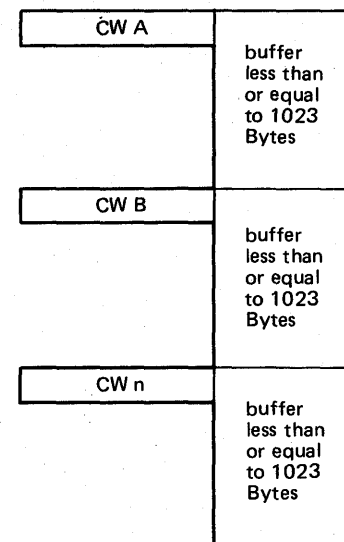 CW A
buffer
less than
or equal
to 1023
Bytes
CW B
buffer
less than
or equal
to 1023
Bytes
CW n
buffer
less than
or equal
to 1023
Bytes